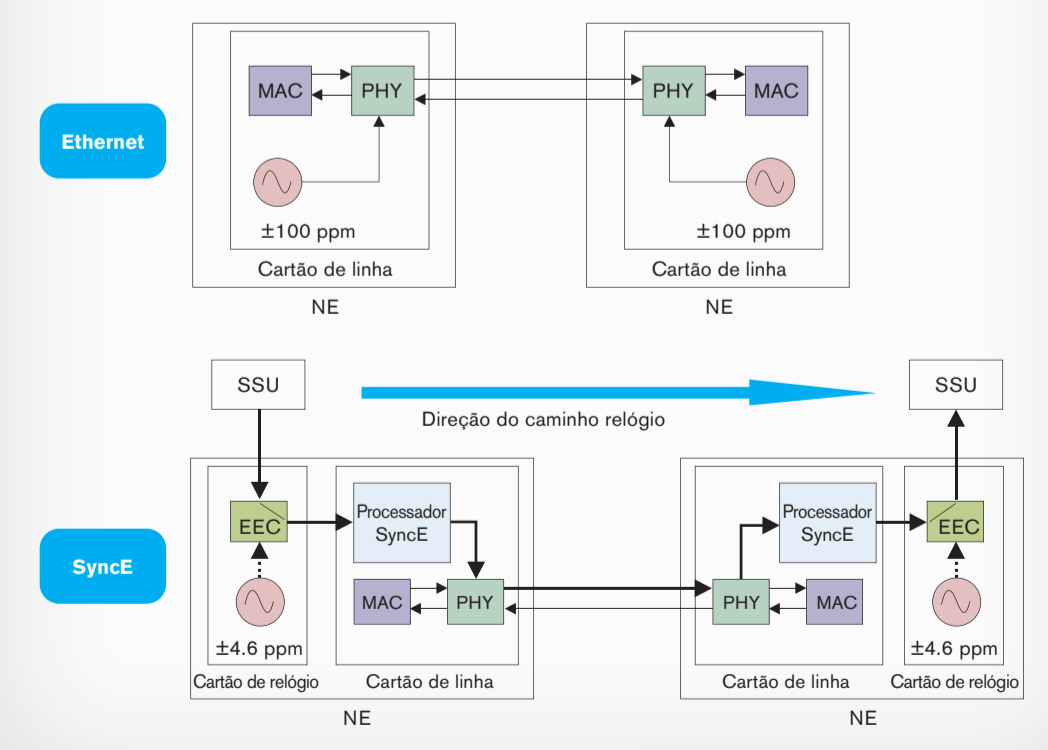 MAC
PHY
PHY
MAC
Ethernet
±100 ppm
±100 ppm
Cartão de linha
Cartão de linha
NE
NE
SSU
SSU
Direção do caminho relógio
EEC
Processador
SyncE
Processador
SyncE
EEC
SyncE
MAC
PHY
PHY
MAC
±4.6 ppm
±4.6 ppm
Cartão de relógio
Cartão de linha
Cartão de linha
Cartão de relógio
NE
NE